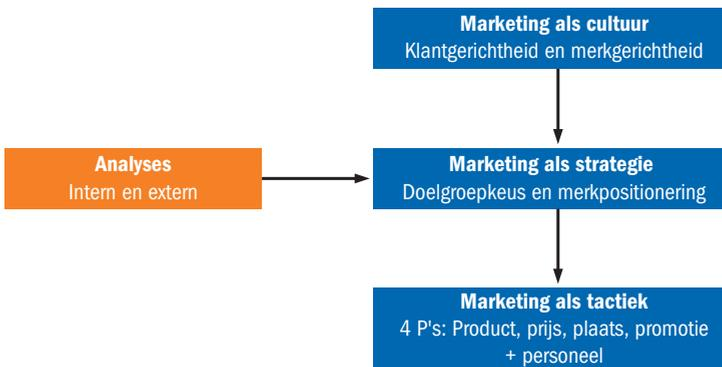 Marketing als cultuur
Klantgerichtheid en merkgerichtheid
Analyses
Intern en extern
Marketing als strategie
Doelgroepkeus en merkpositionering
Marketing als tactiek
4 P's: Product, prijs, plaats, promotie
+ personeel